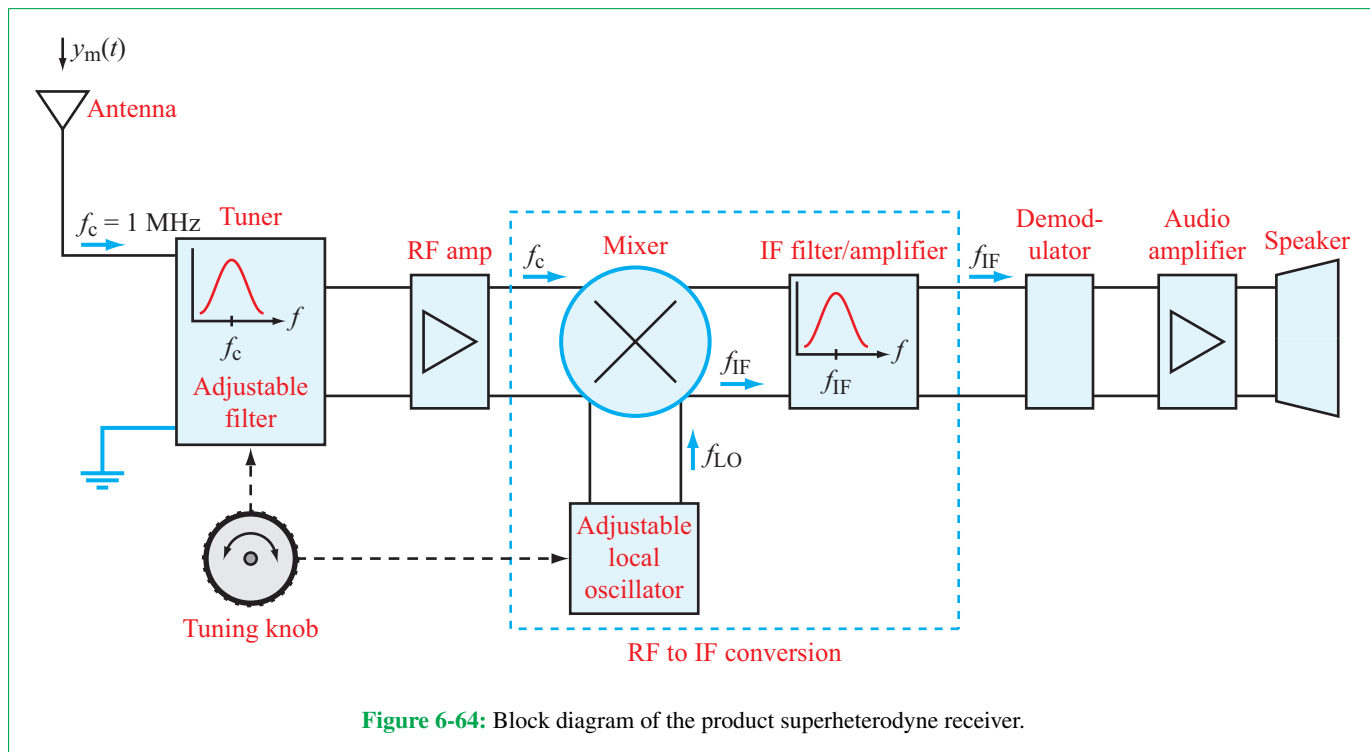 yₘ(t)
Antenna
f_c = 1 MHz
Tuner
f
f_c
Adjustable
filter
Tuning knob
RF amp
f_c
Mixer
f_IF
f_LO
Adjustable
local
oscillator
IF filter/amplifier
f
f_IF
RF to IF conversion
f_IF
Demod-
ulator
Audio
amplifier
Speaker
Figure 6-64: Block diagram of the product superheterodyne receiver.